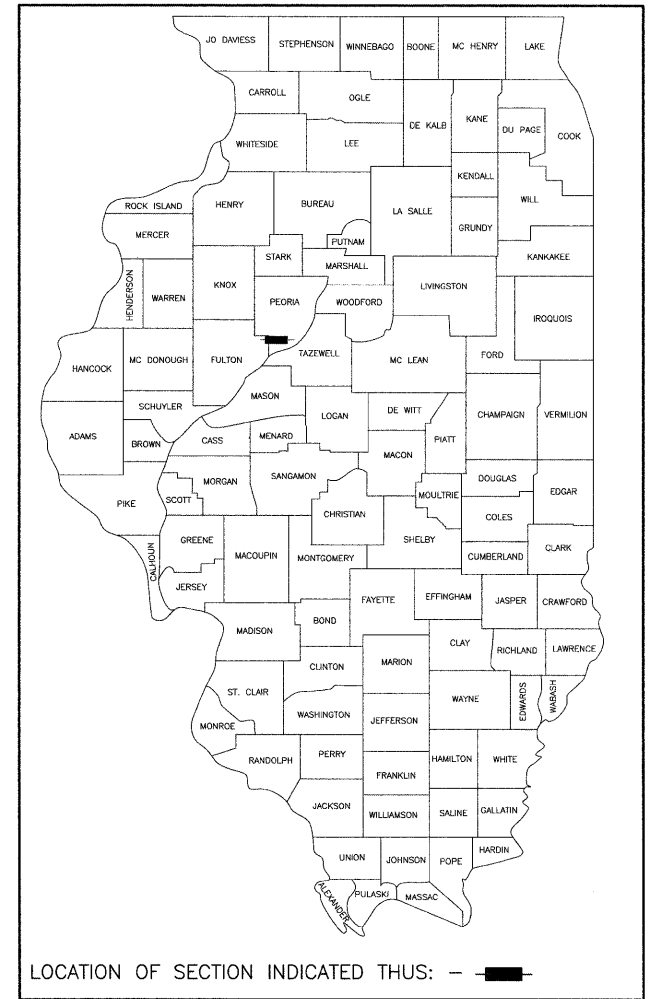 JO DAVIESS STEPHENSON WINNEBAGO BOONE MC HENRY LAKE
CARROLL OGLE DE KALB KANE DU PAGE COOK
WHITESIDE LEE
KENDALL
ROCK ISLAND HENRY BUREAU LA SALLE WILL
MERCER PUTNAM GRUNDY
STARK MARSHALL KANKAKEE
HENDERSON WARREN KNOX PEORIA WOODFORD LIVINGSTON
IROQUOIS
HANCOCK MC DONOUGH FULTON TAZEWELL MC LEAN FORD
MASON
SCHUYLER LOGAN DE WITT CHAMPAIGN VERMILION
ADAMS BROWN CASS MENARD MACON PIATT
PIKE SCOTT MORGAN SANGAMON MOULTRIE DOUGLAS EDGAR
CHRISTIAN COLES
GREENE MACOUPIN MONTGOMERY SHELBY CUMBERLAND CLARK
CALHOUN JERSEY FAYETTE EFFINGHAM JASPER CRAWFORD
MADISON BOND
CLINTON MARION CLAY RICHLAND LAWRENCE
ST. CLAIR WASHINGTON JEFFERSON WAYNE EDWARDS WABASH
MONROE
RANDOLPH PERRY FRANKLIN HAMILTON WHITE
JACKSON WILLIAMSON SALINE GALLATIN
UNION JOHNSON POPE HARDIN
ALEXANDER PULASKI MASSAC
LOCATION OF SECTION INDICATED THUS: -